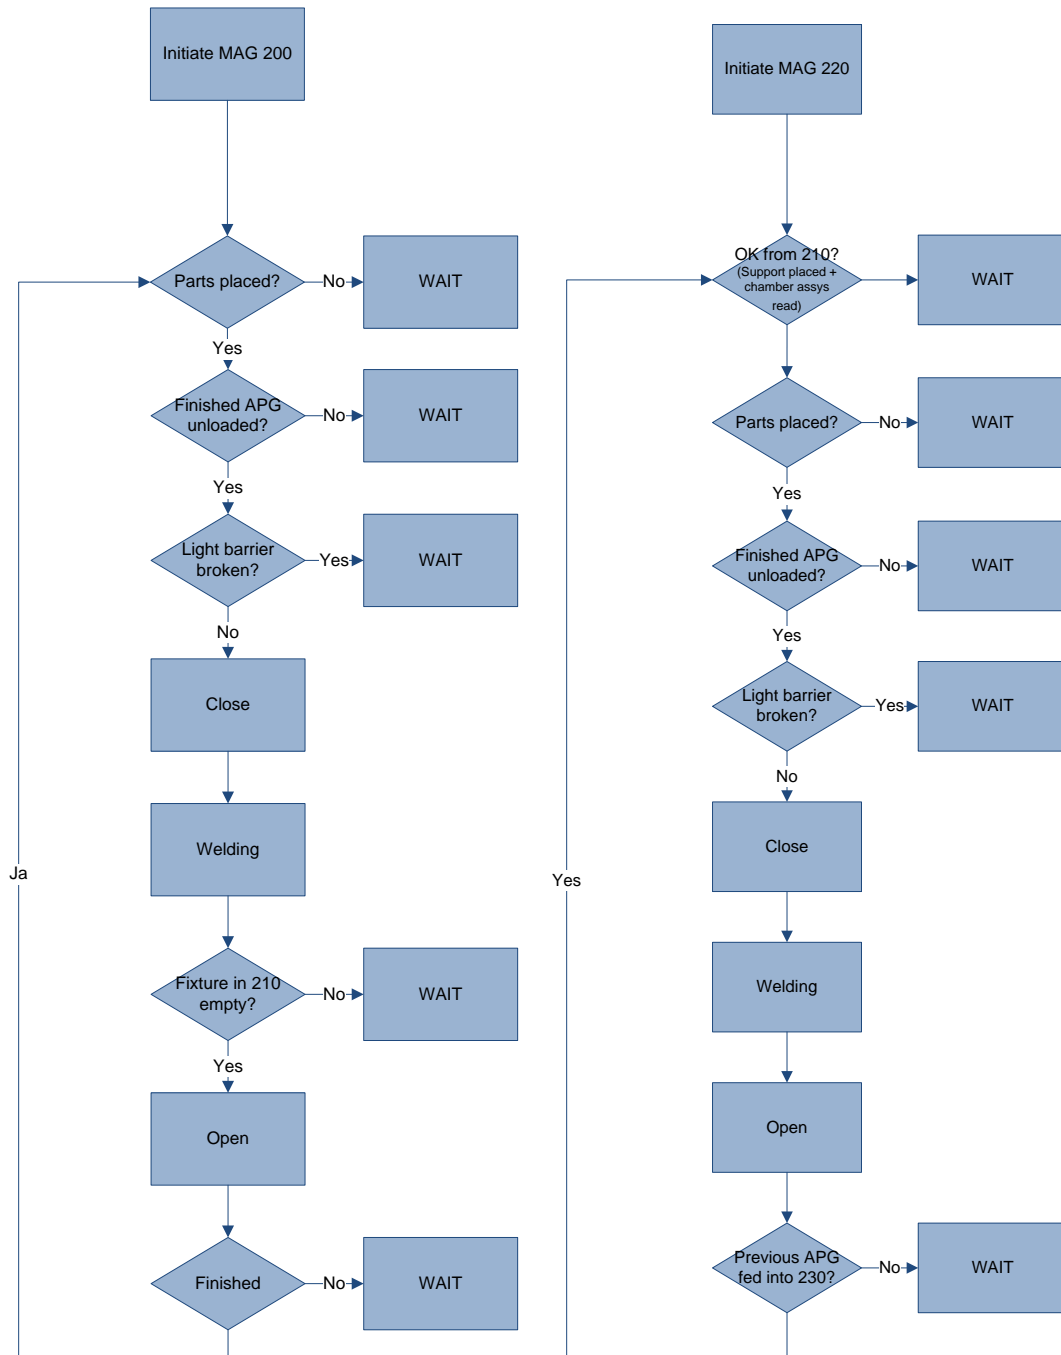 Initiate MAG 200
Parts placed?
No
WAIT
Yes
Finished APG
unloaded?
No
WAIT
Yes
Light barrier
broken?
Yes
WAIT
No
Close
Welding
Ja
Fixture in 210
empty?
No
WAIT
Yes
Open
Finished
No
WAIT
Initiate MAG 220
OK from 210?
(Support placed +
chamber assys
read)
WAIT
Parts placed?
No
WAIT
Yes
Finished APG
unloaded?
No
WAIT
Yes
Light barrier
broken?
Yes
WAIT
No
Close
Yes
Welding
Open
Previous APG
fed into 230?
No
WAIT